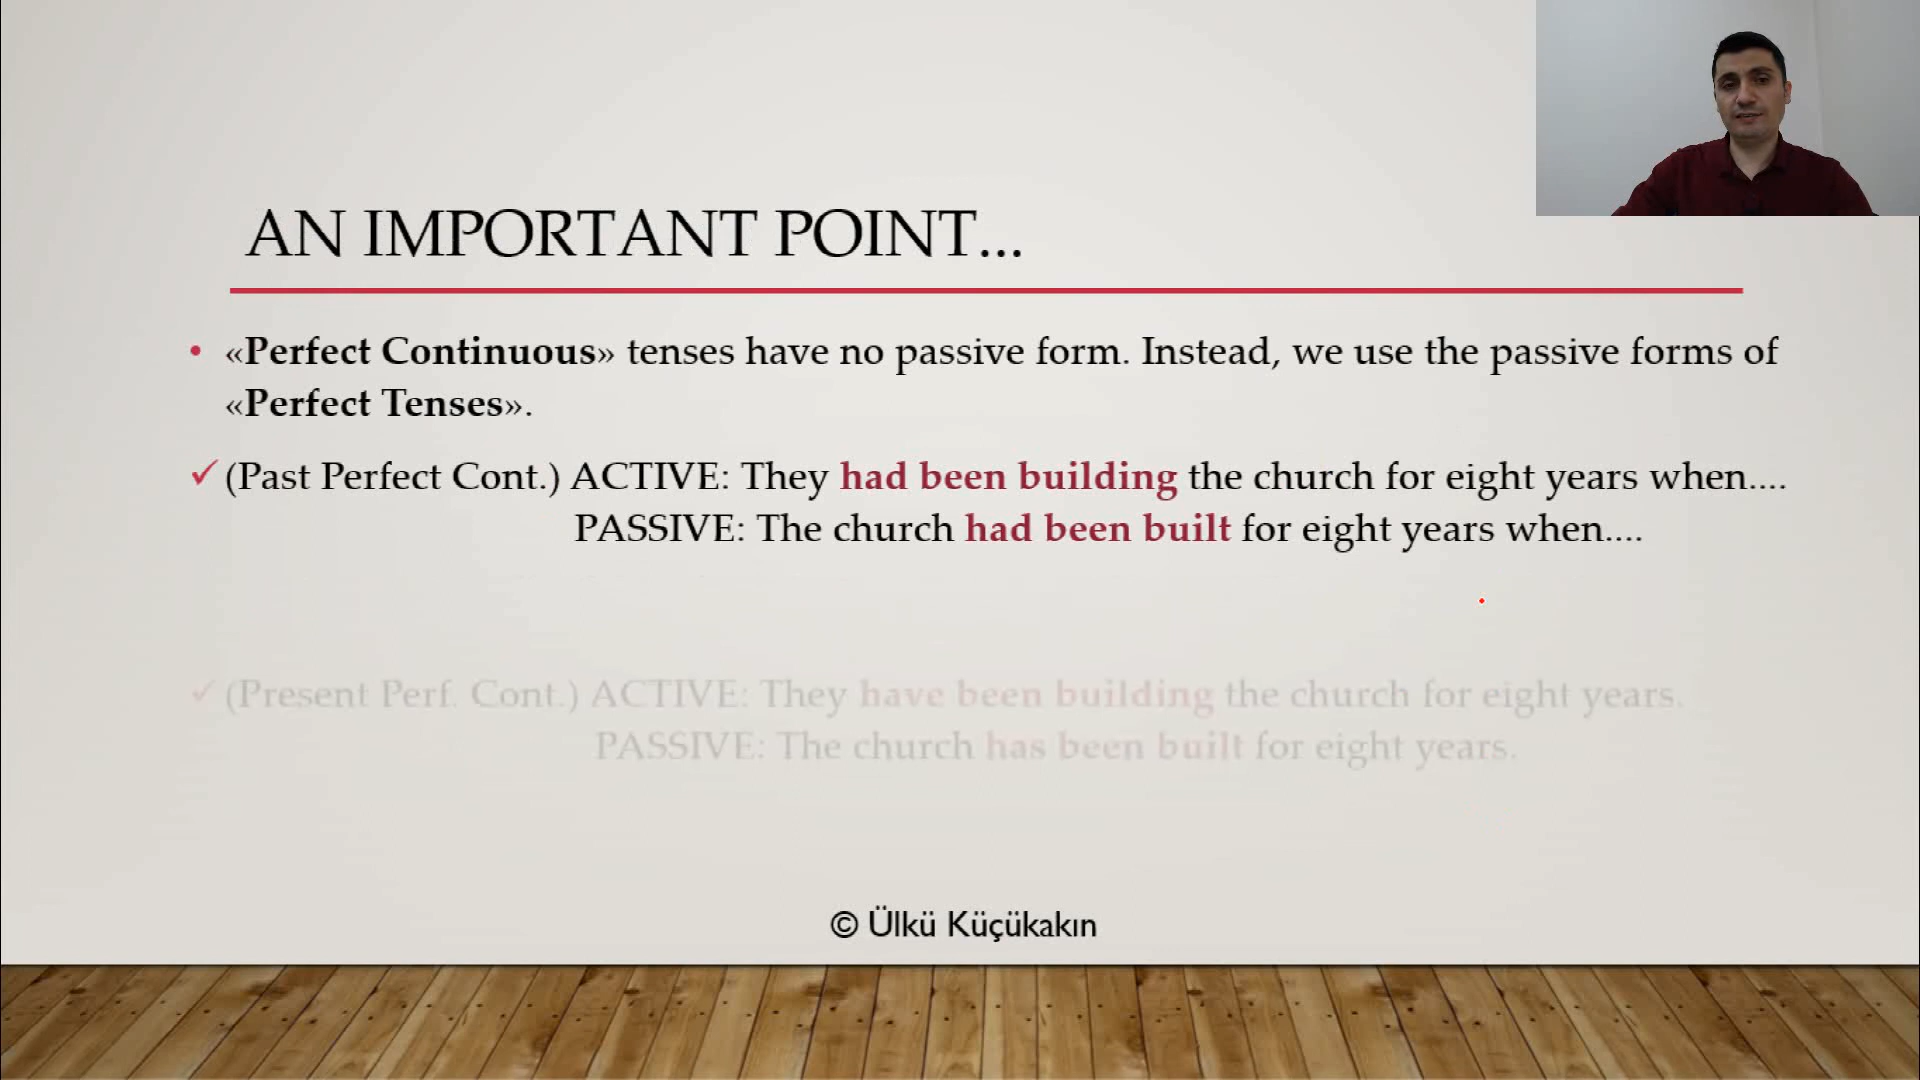 AN IMPORTANT POINT...
• «Perfect Continuous» tenses have no passive form. Instead, we use the passive forms of
«Perfect Tenses».
✓ (Past Perfect Cont.) ACTIVE: They had been building the church for eight years when....
PASSIVE: The church had been built for eight years when....
✓ (Present Perf. Cont.) ACTIVE: They have been building the church for eight years.
PASSIVE: The church has been built for eight years.
© Ülkü Küçükakın